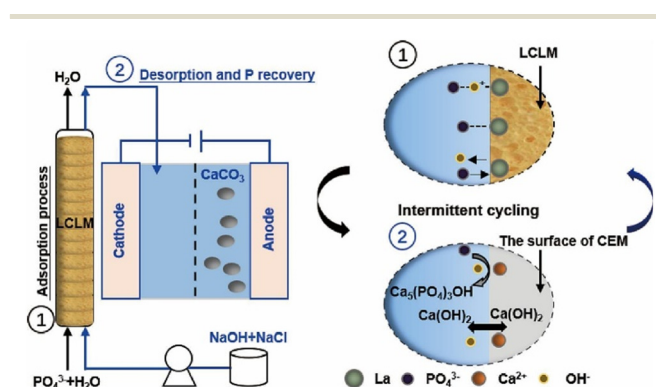 H₂O
②
Desorption and P recovery
Adsorption process
LCLM
Cathode
CaCO₃
Anode
①
PO₄³⁻+H₂O
NaOH+NaCl
①
LCLM
+
Intermittent cycling
②
The surface of CEM
Ca₅(PO₄)₃OH
Ca(OH)₂
Ca(OH)₂
La
PO₄³⁻
Ca²⁺
OH⁻